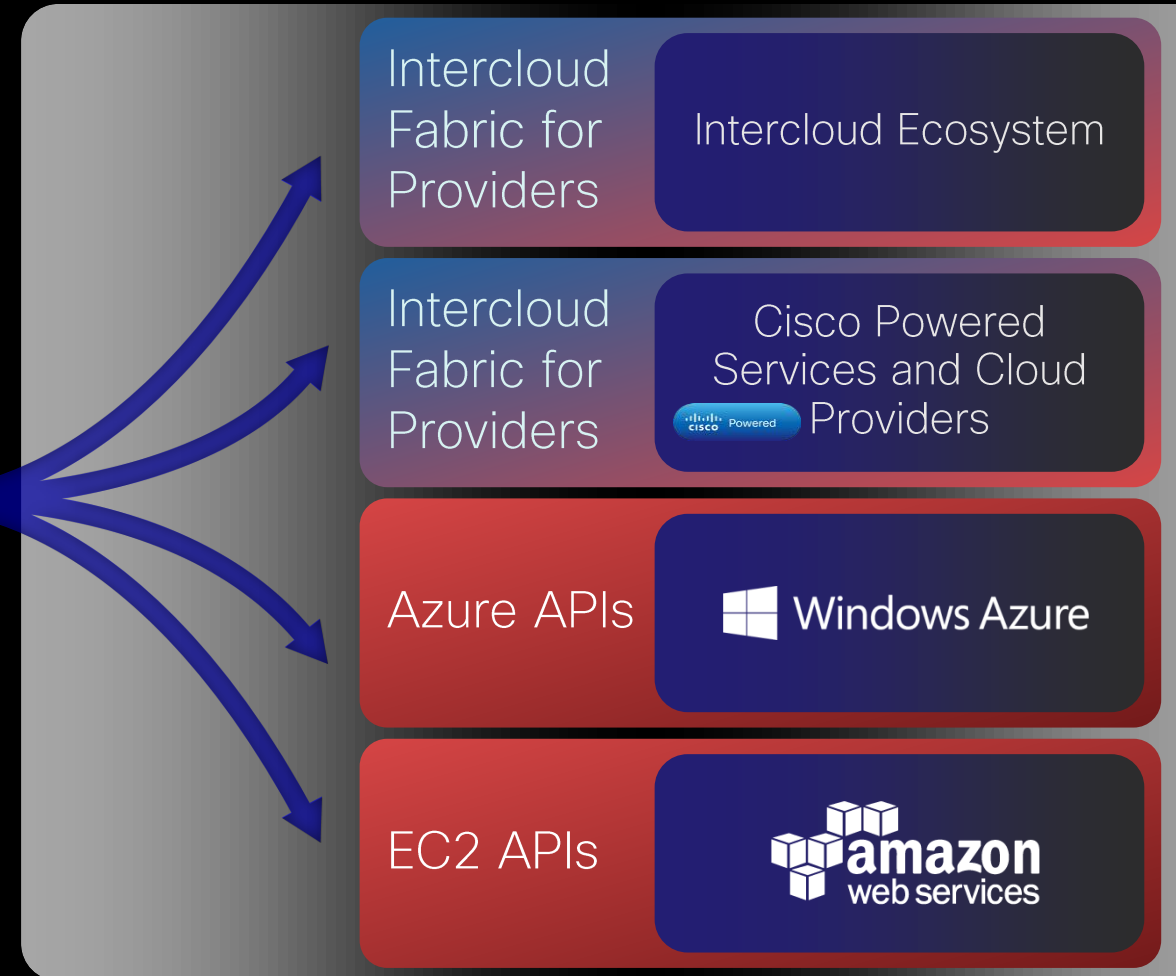 Intercloud
Fabric for
Providers
Intercloud Ecosystem
Intercloud
Fabric for
Providers
Cisco Powered
Services and Cloud
Providers
CISCO Powered
Azure APIs
Windows Azure
EC2 APIs
amazon
web services